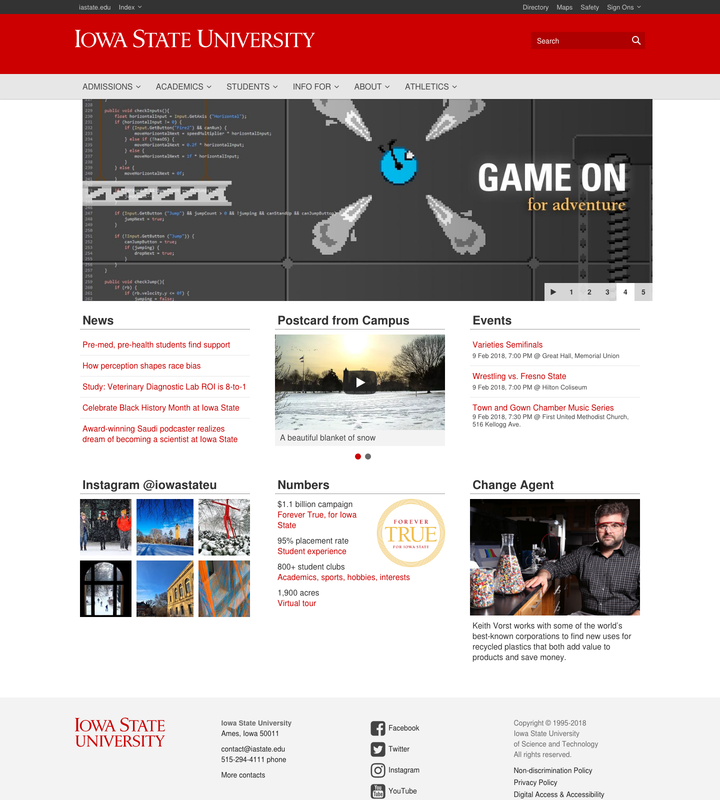 iastate.edu Index
Directory Maps Safety Sign Ons
IOWA STATE UNIVERSITY
Search
ADMISSIONS ACADEMICS STUDENTS INFO FOR ABOUT ATHLETICS
public void checkInputs(){
GAME ON
for adventure
1 2 3 4 5
News
Pre-med, pre-health students find support
How perception shapes race bias
Study: Veterinary Diagnostic Lab ROI is 8-to-1
Celebrate Black History Month at Iowa State
Award-winning Saudi podcaster realizes
dream of becoming a scientist at Iowa State
Postcard from Campus
A beautiful blanket of snow
Events
Varieties Semifinals
9 Feb 2018, 7:00 PM @ Great Hall, Memorial Union
Wrestling vs. Fresno State
9 Feb 2018, 7:00 PM @ Hilton Coliseum
Town and Gown Chamber Music Series
9 Feb 2018, 7:30 PM @ First United Methodist Church,
516 Kellogg Ave.
Instagram @iowastateu
Numbers
$1.1 billion campaign
Forever True, for Iowa
State
95% placement rate
Student experience
800+ student clubs
Academics, sports, hobbies, interests
1,900 acres
Virtual tour
FOREVER
TRUE
FOR IOWA STATE
Change Agent
Keith Vorst works with some of the world's
best-known corporations to find new uses for
recycled plastics that both add value to
products and save money.
IOWA STATE
UNIVERSITY
Iowa State University
Ames, Iowa 50011
contact@iastate.edu
515-294-4111 phone
More contacts
Facebook
Twitter
Instagram
YouTube
Copyright © 1995-2018
Iowa State University
of Science and Technology
All rights reserved.
Non-discrimination Policy
Privacy Policy
Digital Access & Accessibility